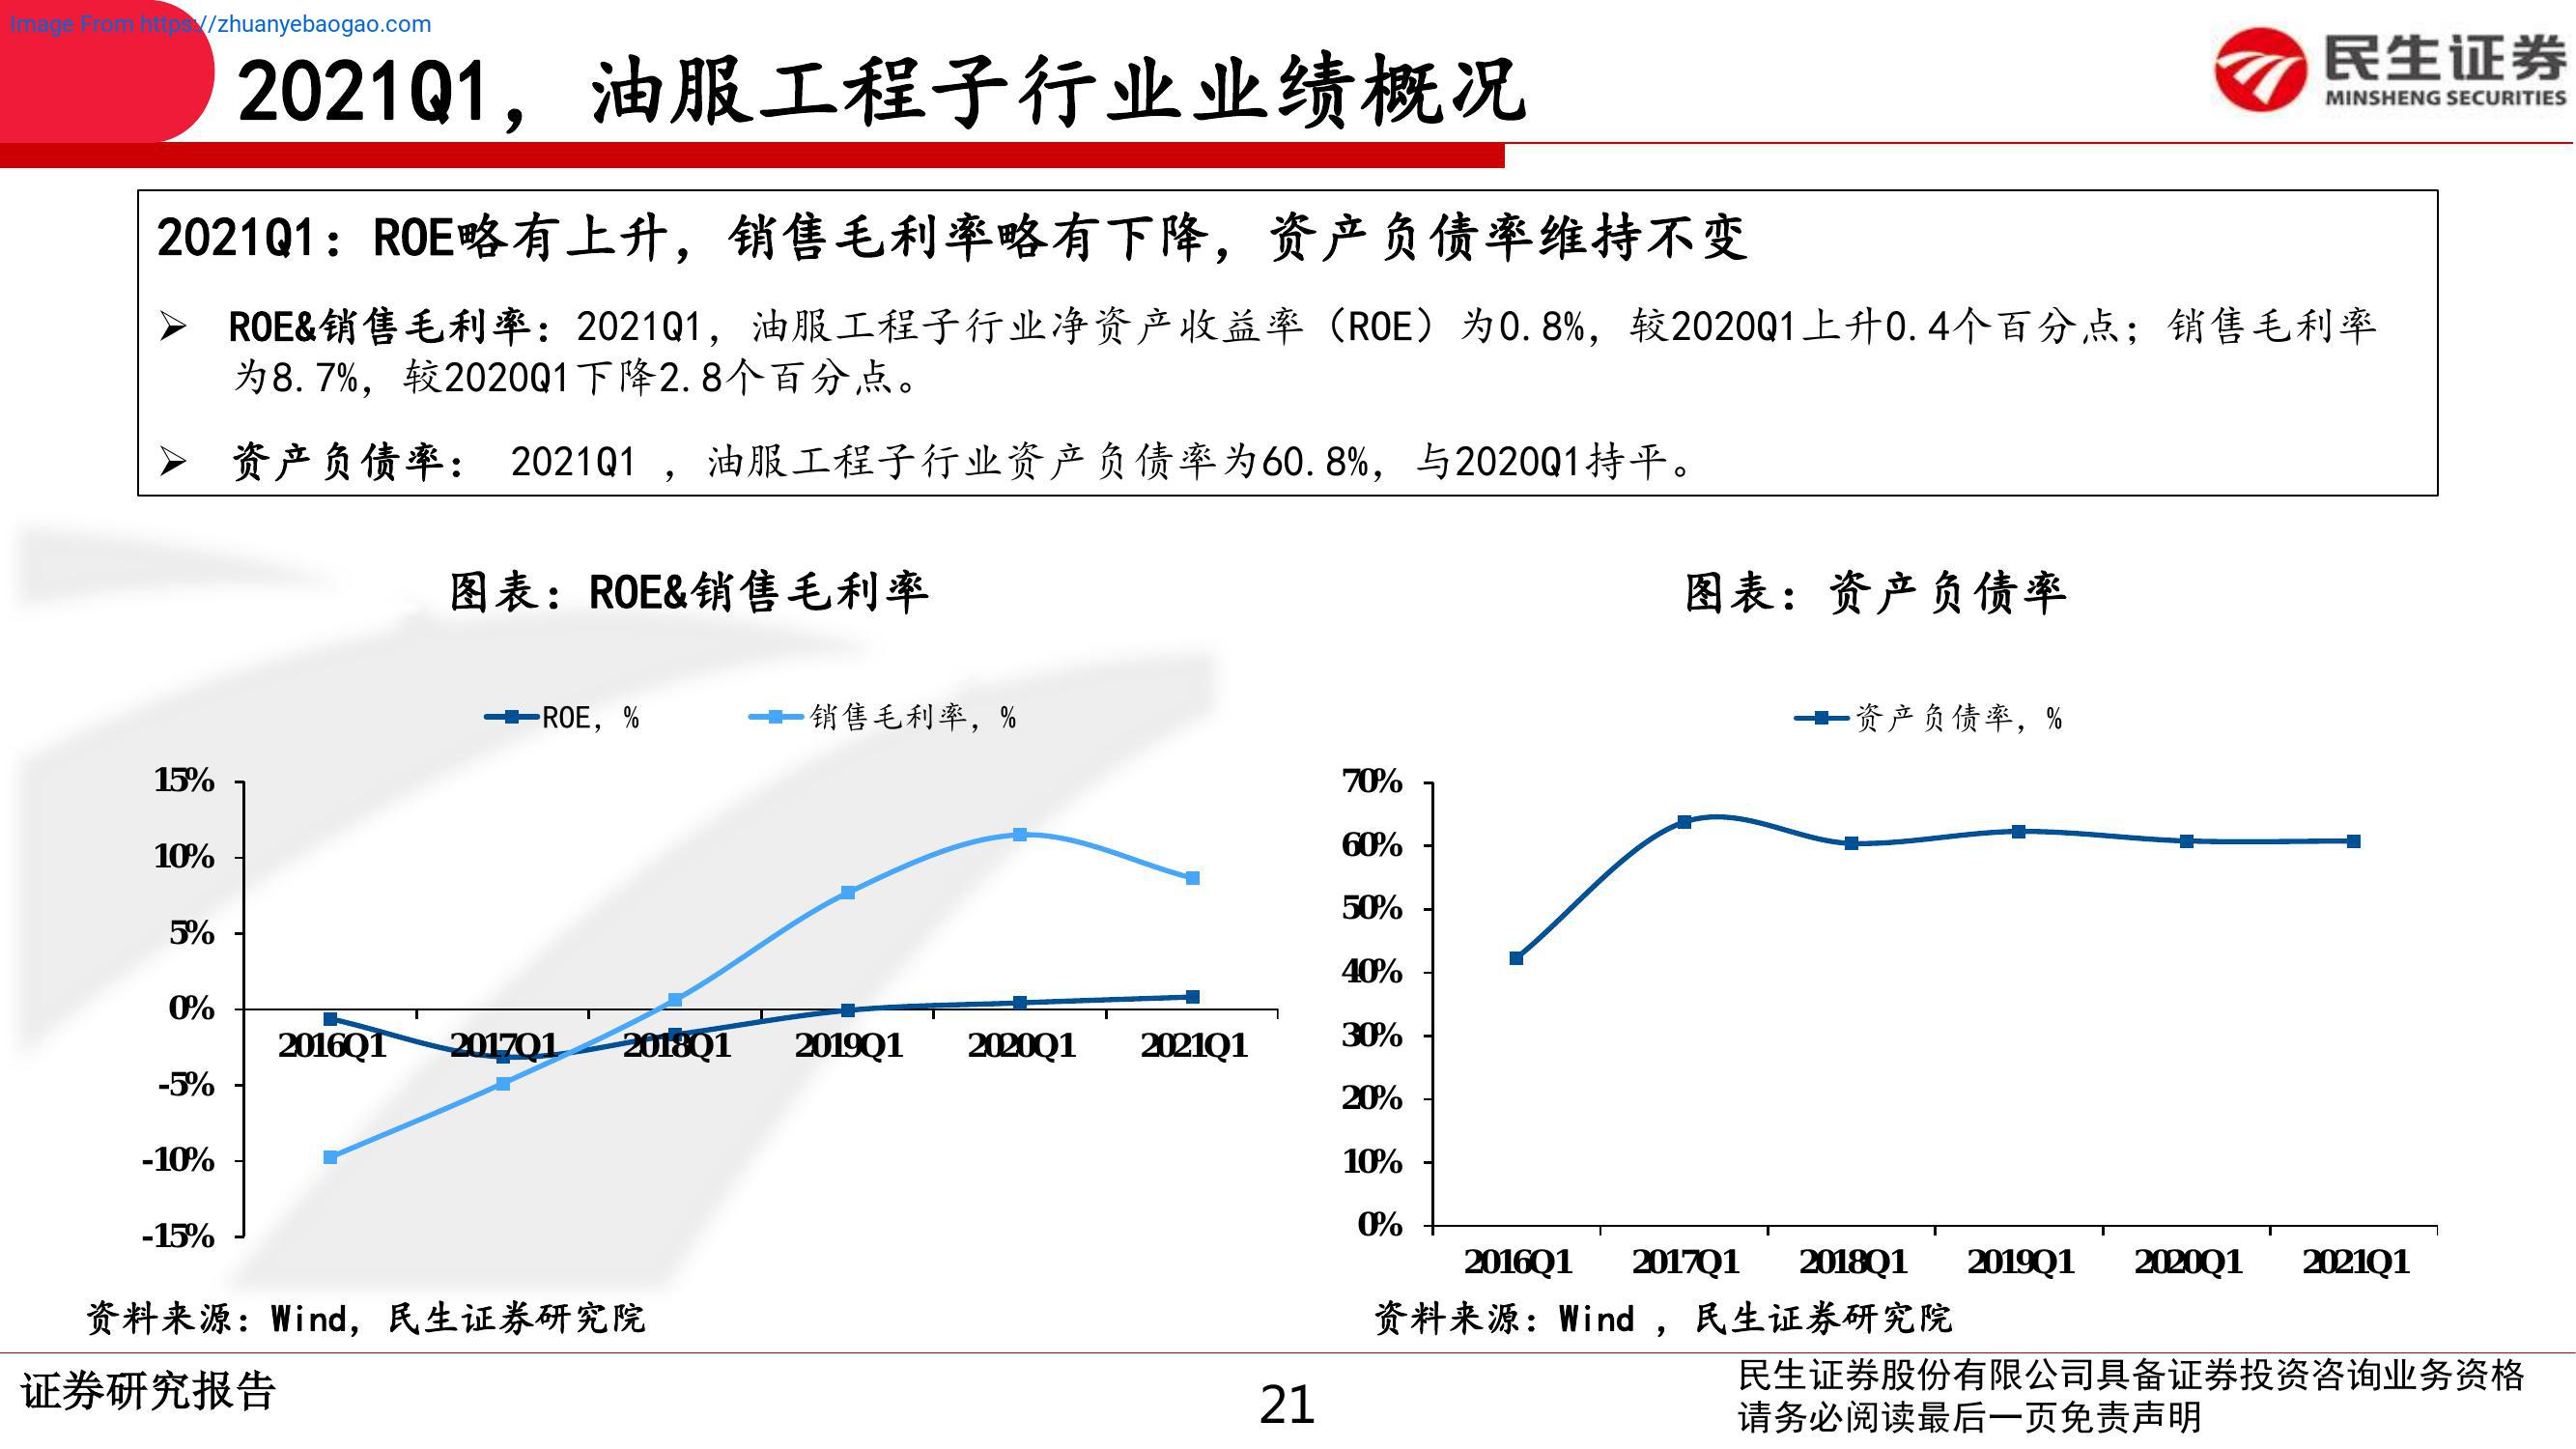 Image From https://zhuanyebaogao.com
2021Q1，油服工程子行业业绩概况
民生证券
MINSHENG SECURITIES
2021Q1：ROE略有上升，销售毛利率略有下降，资产负债率维持不变
➢ ROE&销售毛利率：2021Q1，油服工程子行业净资产收益率（ROE）为0.8%，较2020Q1上升0.4个百分点；销售毛利率
为8.7%，较2020Q1下降2.8个百分点。
➢ 资产负债率： 2021Q1 ，油服工程子行业资产负债率为60.8%，与2020Q1持平。
图表：ROE&销售毛利率
ROE，% 销售毛利率，%
15%
10%
5%
0%
-5%
-10%
-15%
2016Q1 2017Q1 2018Q1 2019Q1 2020Q1 2021Q1
资料来源：Wind，民生证券研究院
图表：资产负债率
资产负债率，%
70%
60%
50%
40%
30%
20%
10%
0%
2016Q1 2017Q1 2018Q1 2019Q1 2020Q1 2021Q1
资料来源：Wind ，民生证券研究院
证券研究报告
21
民生证券股份有限公司具备证券投资咨询业务资格
请务必阅读最后一页免责声明